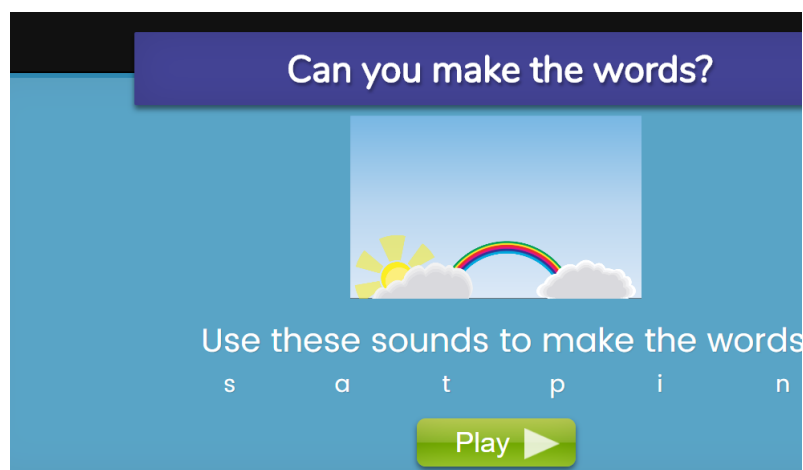 Can you make the words?
Use these sounds to make the words
s a t p i n
Play